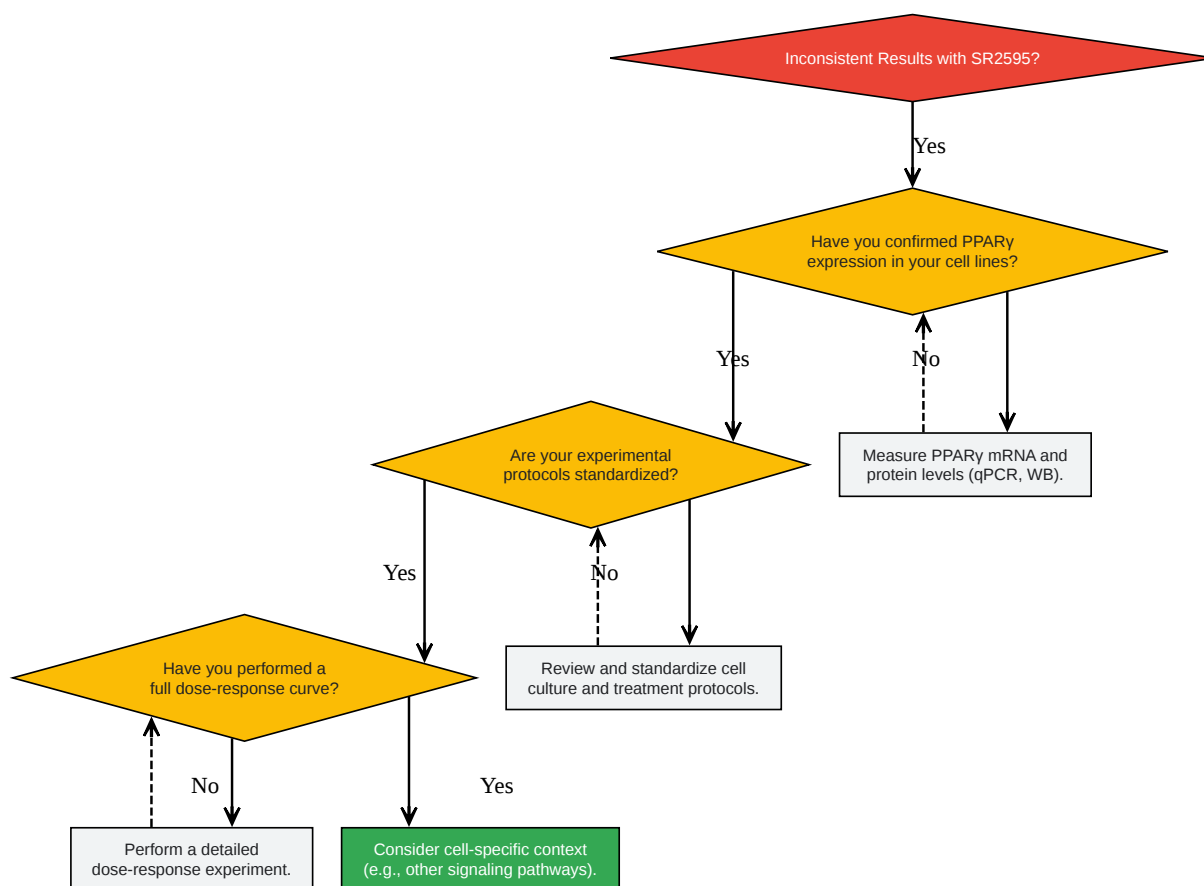 Inconsistent Results with SR2595?
Yes
Have you confirmed PPARγ
expression in your cell lines?
Yes
No
Are your experimental
protocols standardized?
Measure PPARγ mRNA and
protein levels (qPCR, WB).
Yes
No
Have you performed a
full dose-response curve?
Review and standardize cell
culture and treatment protocols.
No
Yes
Perform a detailed
dose-response experiment.
Consider cell-specific context
(e.g., other signaling pathways).